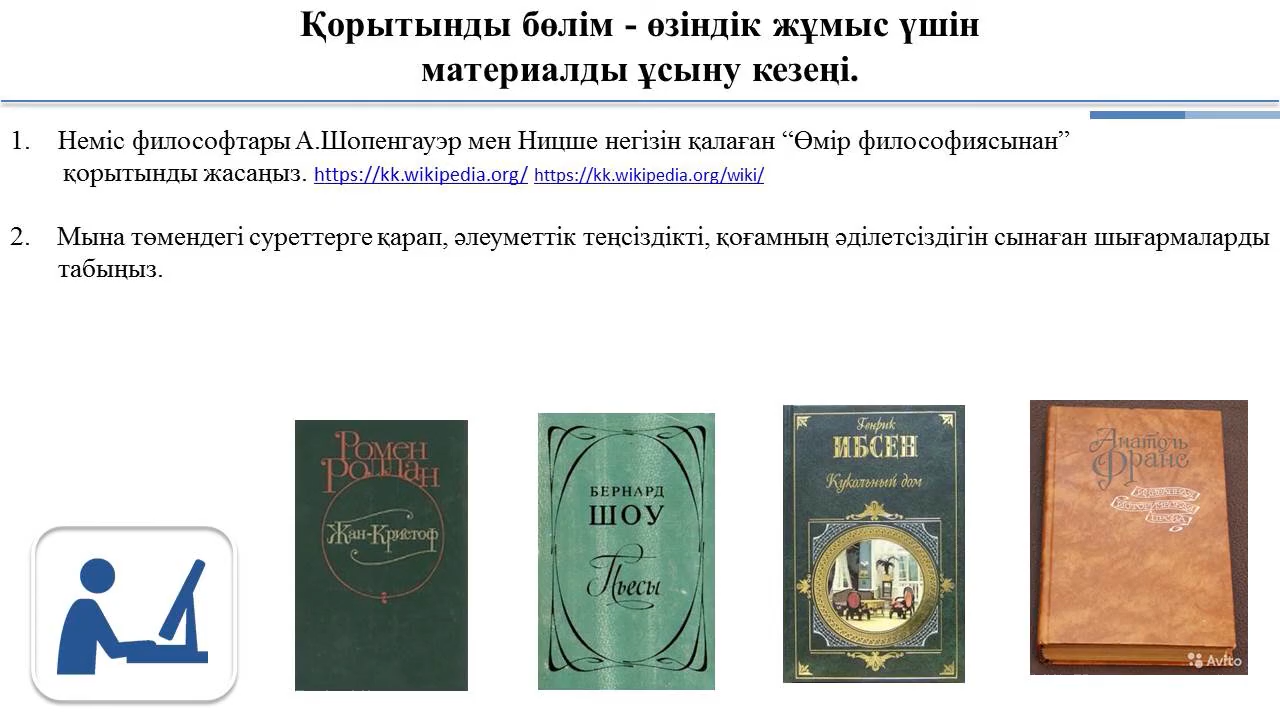 Қорытынды бөлім - өзіндік жұмыс үшін
материалды ұсыну кезеңі.
1. Неміс философтары А.Шопенгауэр мен Ницше негізін қалаған “Өмір философиясынан”
қорытынды жасаңыз. https://kk.wikipedia.org/ https://kk.wikipedia.org/wiki/
2. Мына төмендегі суреттерге қарап, әлеуметтік теңсіздікті, қоғамның әділетсіздігін сынаған шығармаларды
табыңыз.
Ромен
Роллан
Жан-Кристоф
БЕРНАРД
ШОУ
Пьесы
Генрик
ИБСЕН
Кукольный дом
Анатоль
Франс
Avito